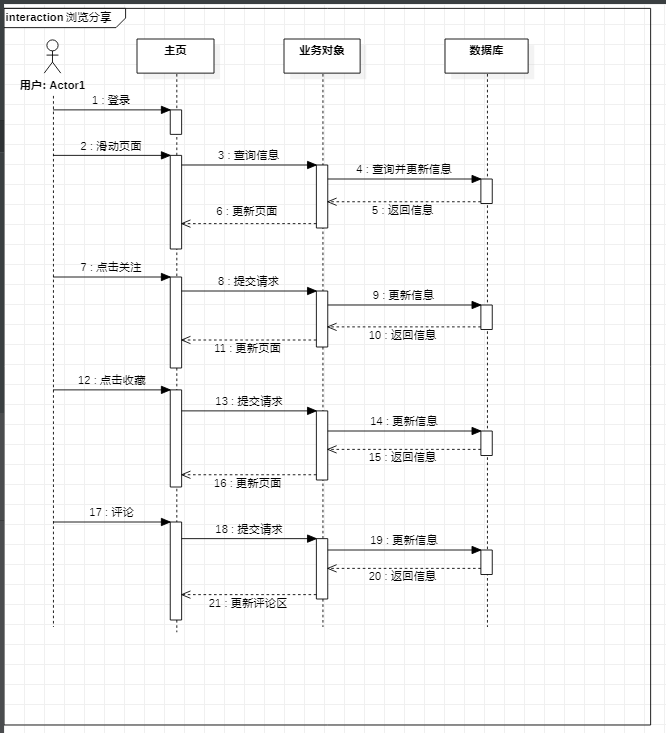 interaction 浏览分享
主页
业务对象
数据库
用户: Actor1
1 : 登录
2 : 滑动页面
3 : 查询信息
4 : 查询并更新信息
5 : 返回信息
6 : 更新页面
7 : 点击关注
8 : 提交请求
9 : 更新信息
10 : 返回信息
11 : 更新页面
12 : 点击收藏
13 : 提交请求
14 : 更新信息
15 : 返回信息
16 : 更新页面
17 : 评论
18 : 提交请求
19 : 更新信息
20 : 返回信息
21 : 更新评论区